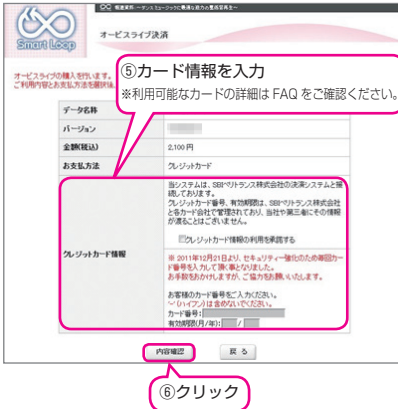 Smart Loop
オービスライブ決済
オービスライブの購入を行います。
ご利用内容とお支払方法を選択後、
⑤カード情報を入力
※利用可能なカードの詳細は FAQ をご確認ください。
データ名称
バージョン
金額(税込) 2,100 円
お支払方法 クレジットカード
クレジットカード情報
当システムは、SBIベリトランス株式会社の決済システムと接
続しております。
クレジットカード番号、有効期限は、SBIベリトランス株式会社
と各カード会社で管理されており、当社や第三者にその情報
が渡ることはございません。
クレジットカード情報の利用を承認する
※ 2011年12月21日より、セキュリティー強化のため毎回カー
ド番号を入力して頂く事となりました。
お手数をおかけしますが、ご協力をお願いいたします。
お客様のカード番号をご入力ください。
'-'(ハイフン)は含めないでください。
カード番号:
有効期限(月/年): /
内容確認 戻 る
⑥クリック